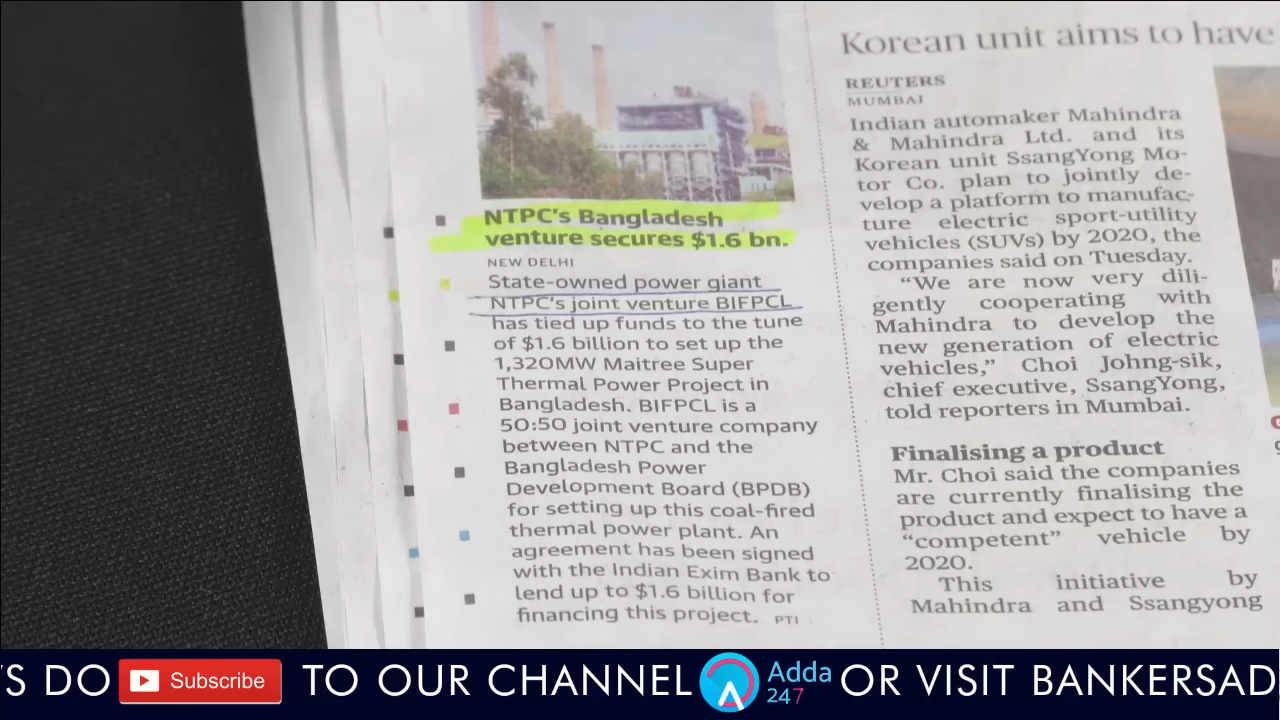 NTPC's Bangladesh
venture secures $1.6 bn.
NEW DELHI
State-owned power giant
NTPC's joint venture BIFPCL
has tied up funds to the tune
of $1.6 billion to set up the
1,320MW Maitree Super
Thermal Power Project in
Bangladesh. BIFPCL is a
50:50 joint venture company
between NTPC and the
Bangladesh Power
Development Board (BPDB)
for setting up this coal-fired
thermal power plant. An
agreement has been signed
with the Indian Exim Bank to
lend up to $1.6 billion for
financing this project. PTI
Korean unit aims to have
REUTERS
MUMBAI
Indian automaker Mahindra
& Mahindra Ltd. and its
Korean unit SsangYong Mo-
tor Co. plan to jointly de-
velop a platform to manufac-
ture electric sport-utility
vehicles (SUVs) by 2020, the
companies said on Tuesday.
"We are now very dili-
gently cooperating with
Mahindra to develop the
new generation of electric
vehicles," Choi Johng-sik,
chief executive, SsangYong,
told reporters in Mumbai.
Finalising a product
Mr. Choi said the companies
are currently finalising the
product and expect to have a
"competent" vehicle by
2020.
This initiative by
Mahindra and Ssangyong
'S DO Subscribe TO OUR CHANNEL Adda 247 OR VISIT BANKERSAD